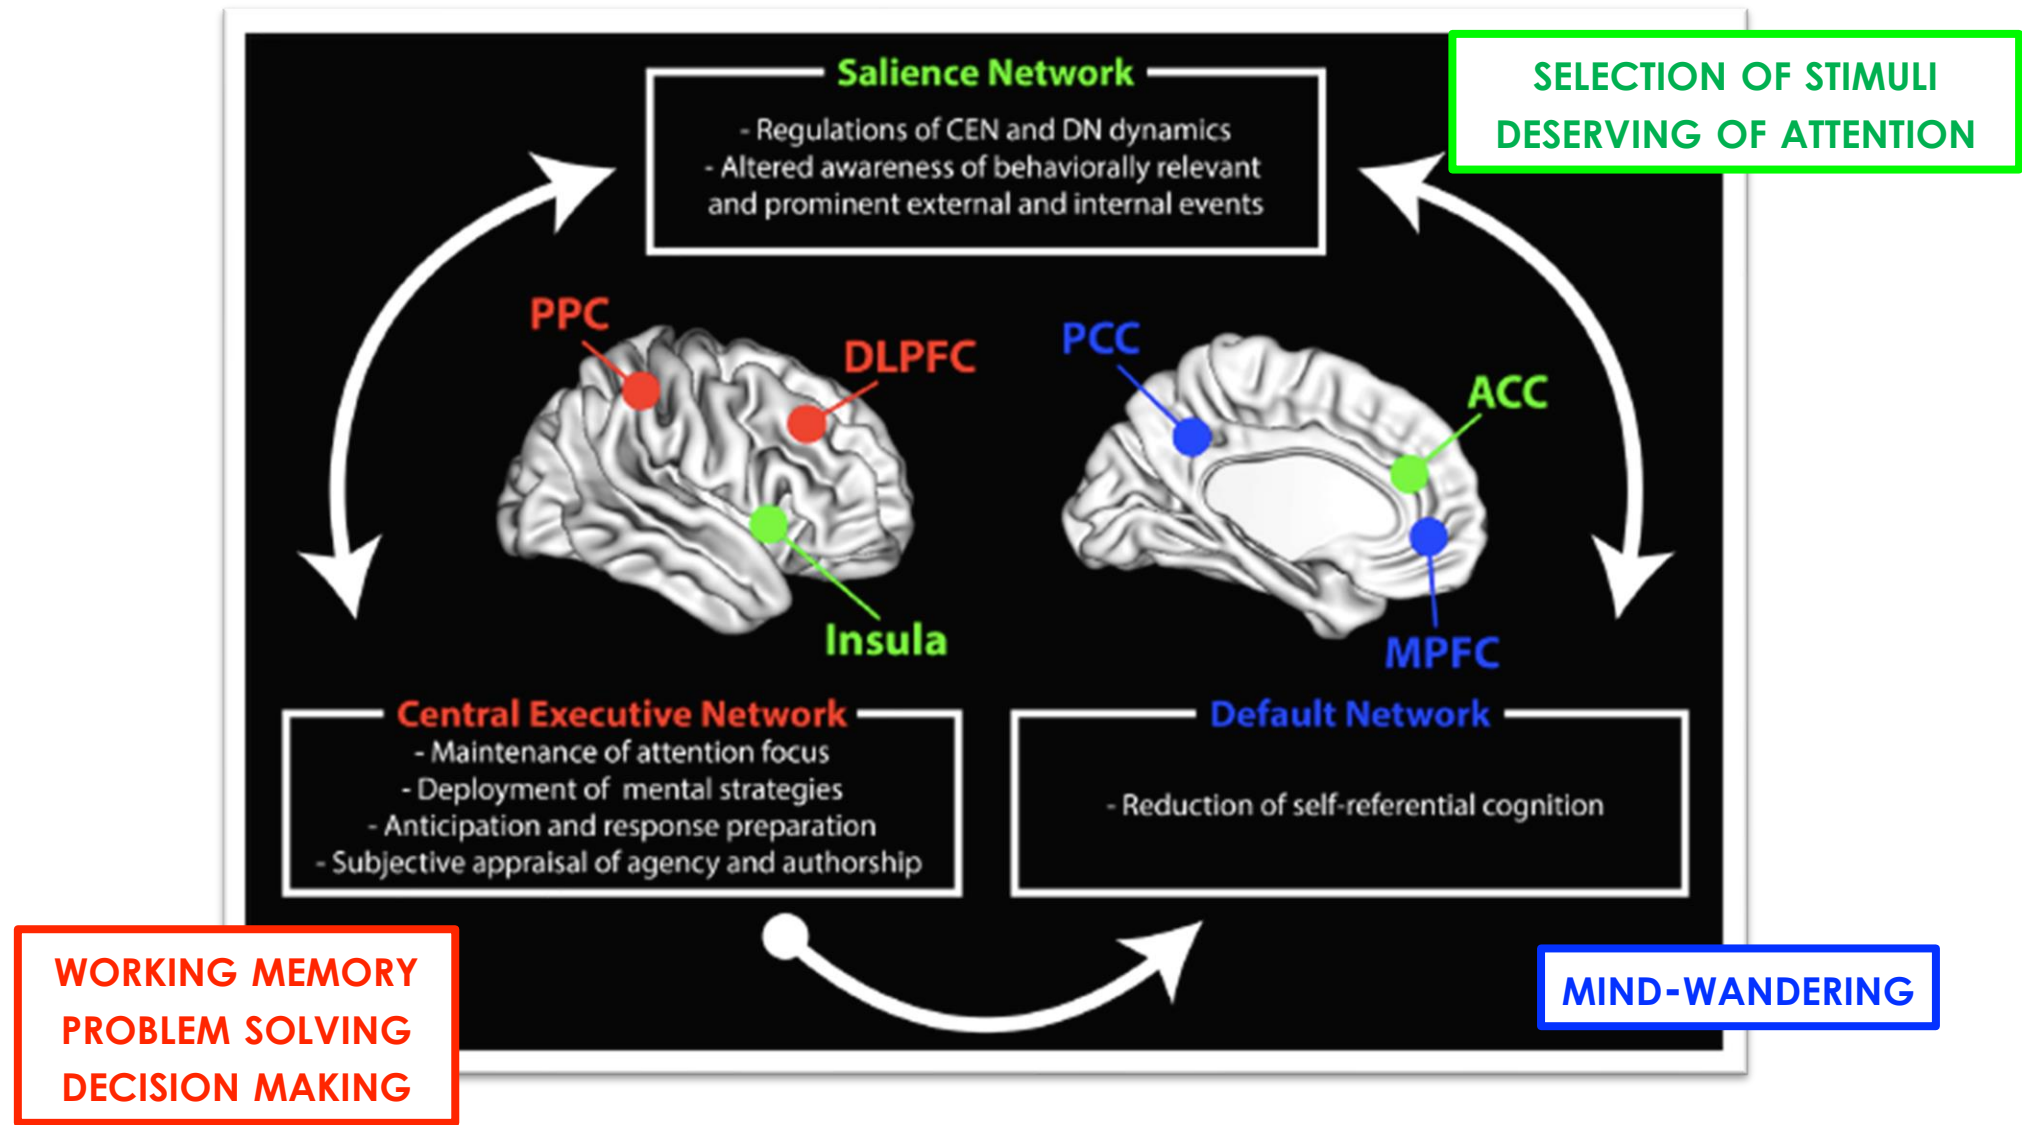 Salience Network
- Regulations of CEN and DN dynamics
- Altered awareness of behaviorally relevant
and prominent external and internal events
SELECTION OF STIMULI
DESERVING OF ATTENTION
PPC
DLPFC
Insula
PCC
ACC
MPFC
Central Executive Network
- Maintenance of attention focus
- Deployment of mental strategies
- Anticipation and response preparation
- Subjective appraisal of agency and authorship
Default Network
- Reduction of self-referential cognition
WORKING MEMORY
PROBLEM SOLVING
DECISION MAKING
MIND-WANDERING